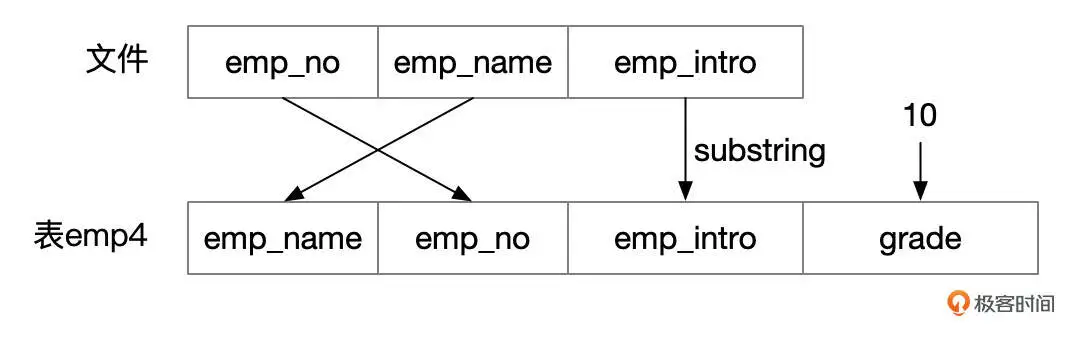 文件 emp_no emp_name emp_intro
10
substring
表emp4 emp_name emp_no emp_intro grade
极客时间